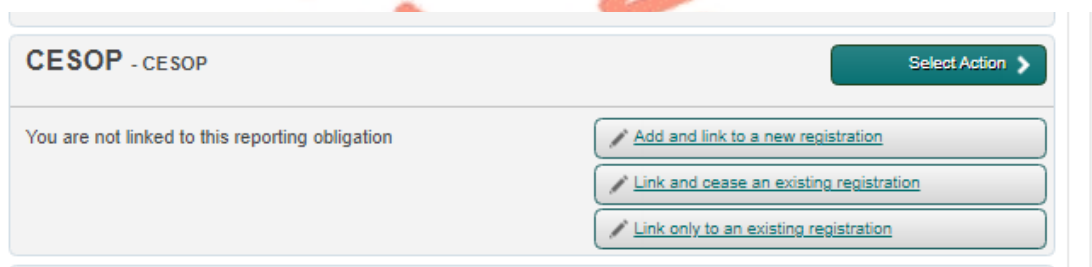 CESOP - CESOP
Select Action
You are not linked to this reporting obligation
Add and link to a new registration
Link and cease an existing registration
Link only to an existing registration